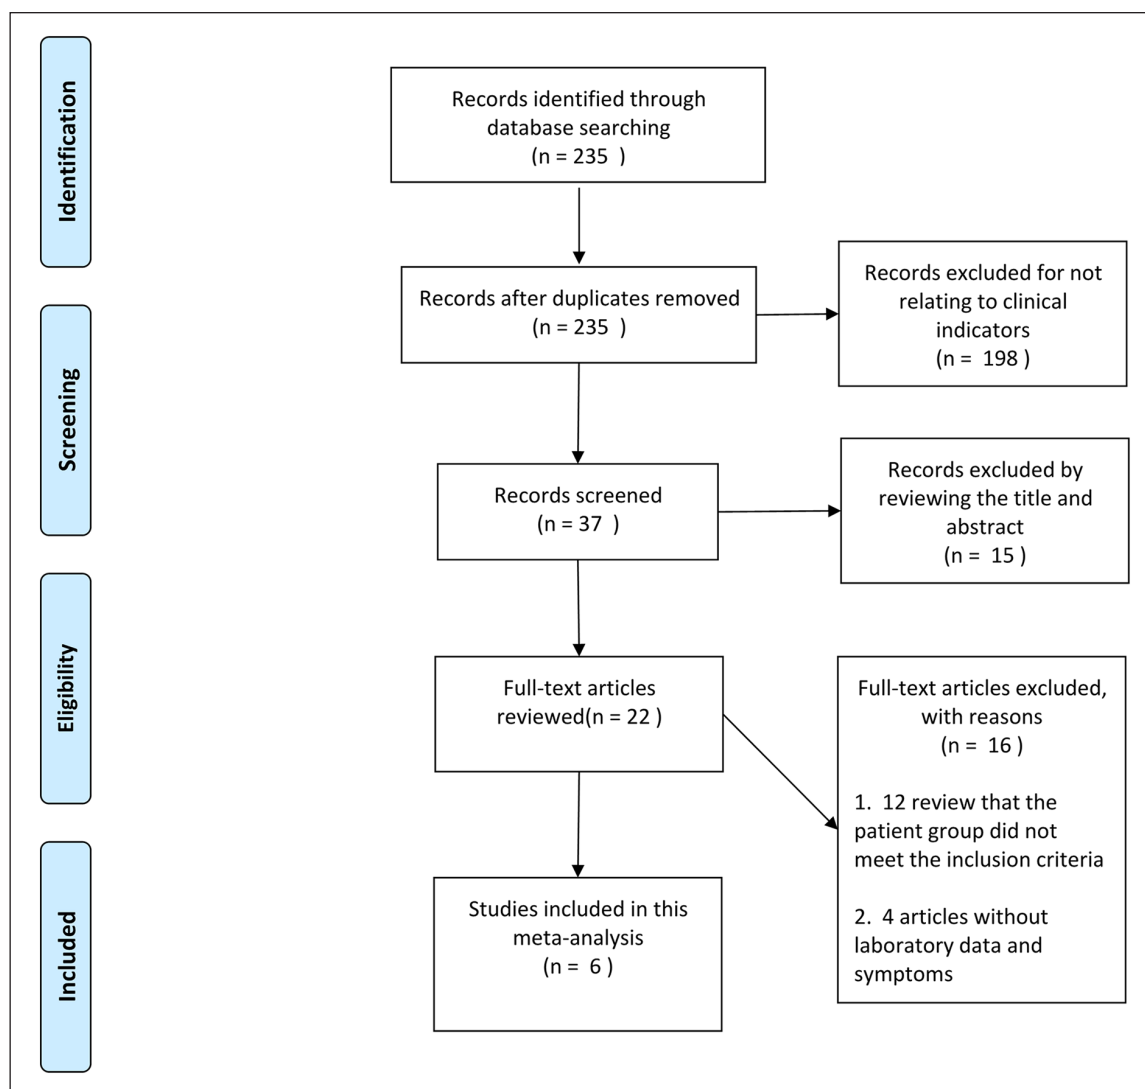 Identification
Records identified through
database searching
(n = 235  )
Records after duplicates removed
(n = 235  )
Records excluded for not
relating to clinical
indicators
(n =  198 )
Screening
Records screened
(n = 37  )
Records excluded by
reviewing the title and
abstract
(n =  15 )
Eligibility
Full-text articles
reviewed(n = 22 )
Full-text articles excluded,
with reasons
(n =  16 )
1.  12 review that the
patient group did not
meet the inclusion criteria
2.  4 articles without
laboratory data and
symptoms
Included
Studies included in this
meta-analysis
(n =  6 )